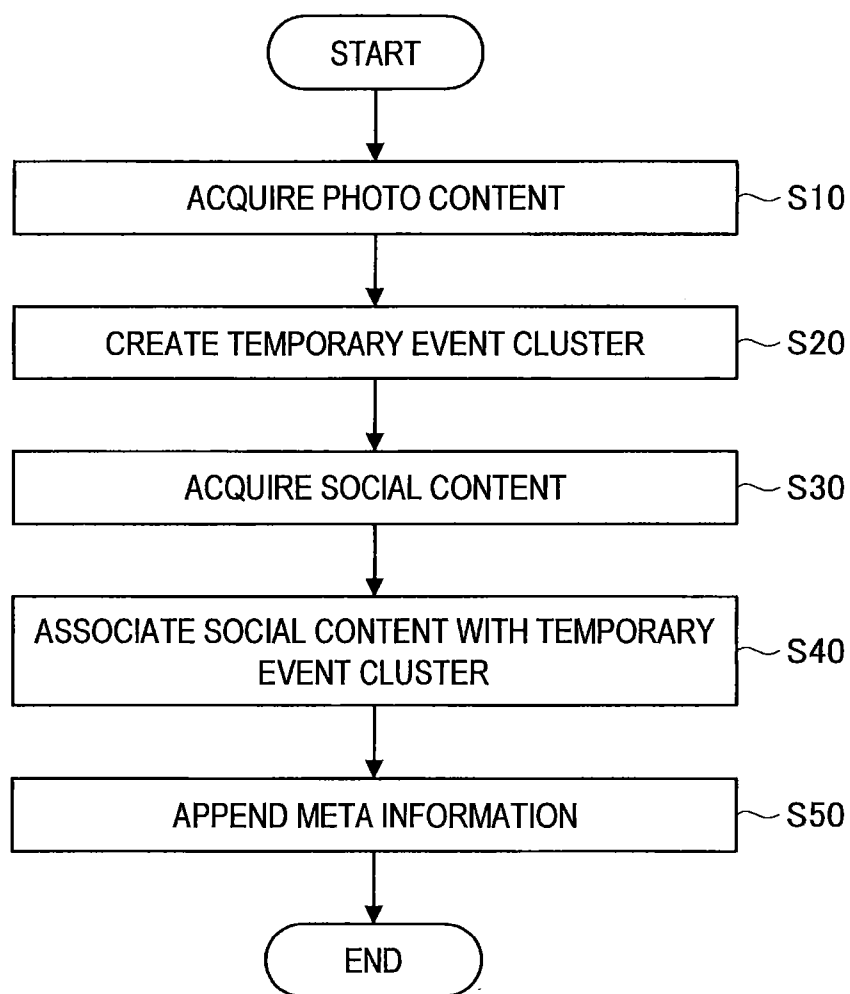 START
ACQUIRE PHOTO CONTENT
S10
CREATE TEMPORARY EVENT CLUSTER
S20
ACQUIRE SOCIAL CONTENT
S30
ASSOCIATE SOCIAL CONTENT WITH TEMPORARY
EVENT CLUSTER
S40
APPEND META INFORMATION
S50
END